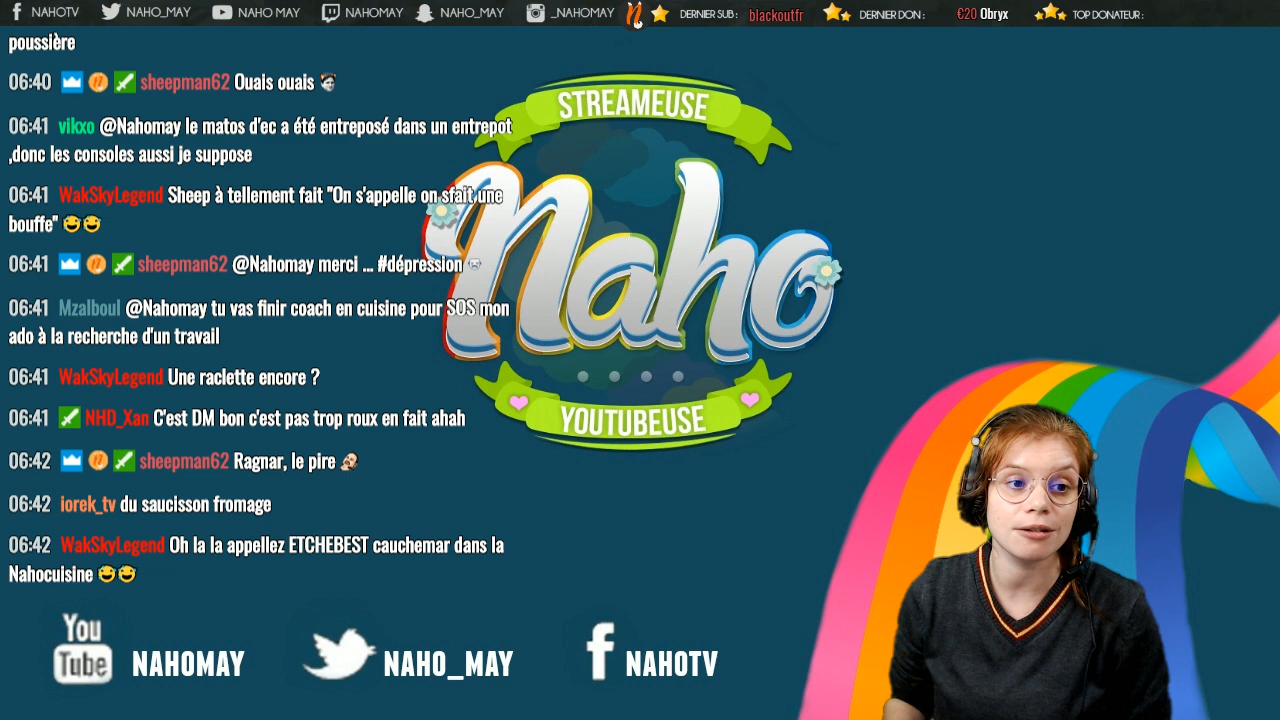 NAHOTV NAHO_MAY NAHO MAY NAHOMAY NAHO_MAY _NAHOMAY DERNIER SUB : blackoutfr DERNIER DON : €20 Obryx TOP DONATEUR :
poussière
06:40 sheepman62 Ouais ouais
06:41 vikxo @Nahomay le matos d'ec a été entreposé dans un entrepot
,donc les consoles aussi je suppose
06:41 WakSkyLegend Sheep à tellement fait "On s'appelle on sfait une
bouffe" 😅😅
06:41 sheepman62 @Nahomay merci ... #dépression
06:41 Mzalboul @Nahomay tu vas finir coach en cuisine pour SOS mon
ado à la recherche d'un travail
06:41 WakSkyLegend Une raclette encore ?
06:41 NHD_Xan C'est DM bon c'est pas trop roux en fait ahah
06:42 sheepman62 Ragnar, le pire
06:42 iorek_tv du saucisson fromage
06:42 WakSkyLegend Oh la la appellez ETCHEBEST cauchemar dans la
Nahocuisine 😅😅
STREAMEUSE
Naho
YOUTUBEUSE
You
Tube
NAHOMAY NAHO_MAY NAHOTV